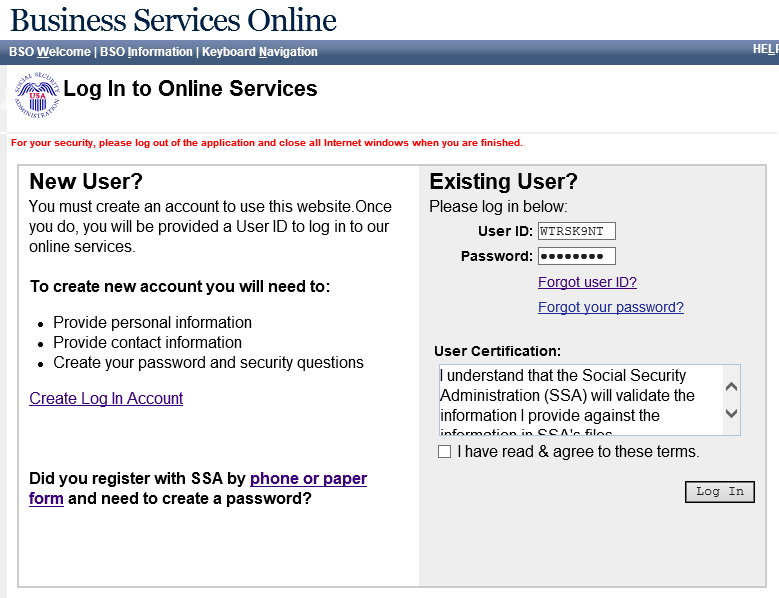 Business Services Online
BSO Welcome | BSO Information | Keyboard Navigation
HELP
SOCIAL SECURITY ADMINISTRATION
USA
Log In to Online Services
For your security, please log out of the application and close all Internet windows when you are finished.
New User?
You must create an account to use this website.Once
you do, you will be provided a User ID to log in to our
online services.
To create new account you will need to:
Provide personal information
Provide contact information
Create your password and security questions
Create Log In Account
Did you register with SSA by phone or paper
form and need to create a password?
Existing User?
Please log in below:
User ID: WTRSK9NT
Password: ●●●●●●●●
Forgot user ID?
Forgot your password?
User Certification:
I understand that the Social Security
Administration (SSA) will validate the
information I provide against the
information in SSA's files.
I have read & agree to these terms.
Log In